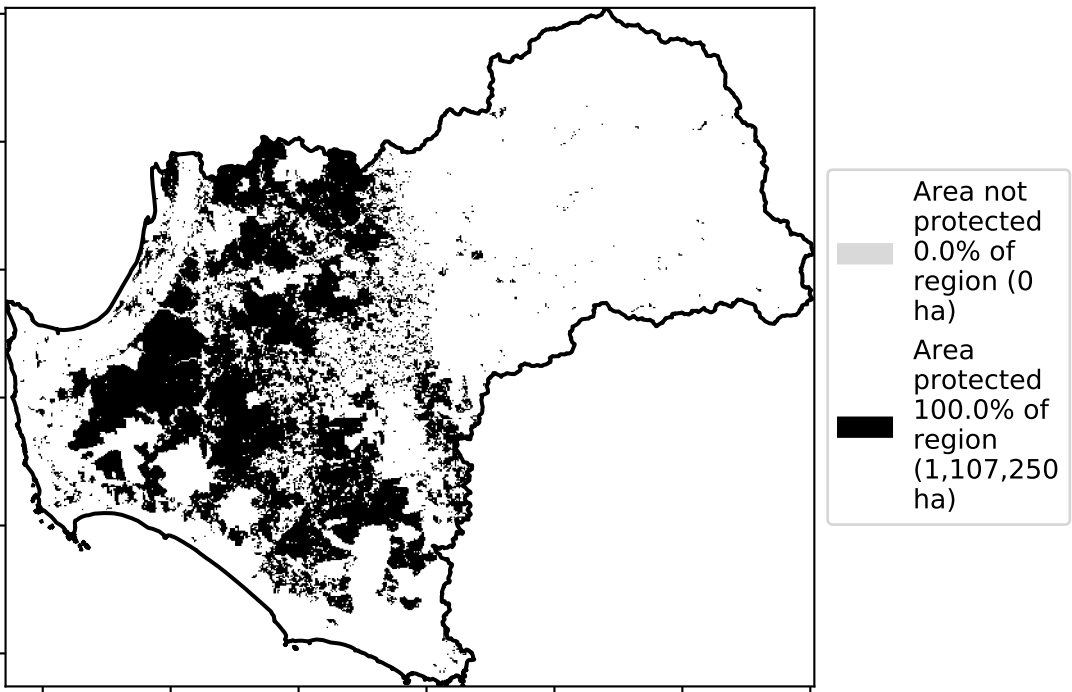 Area not
protected
0.0% of
region (0
ha)
Area
protected
100.0% of
region
(1,107,250
ha)